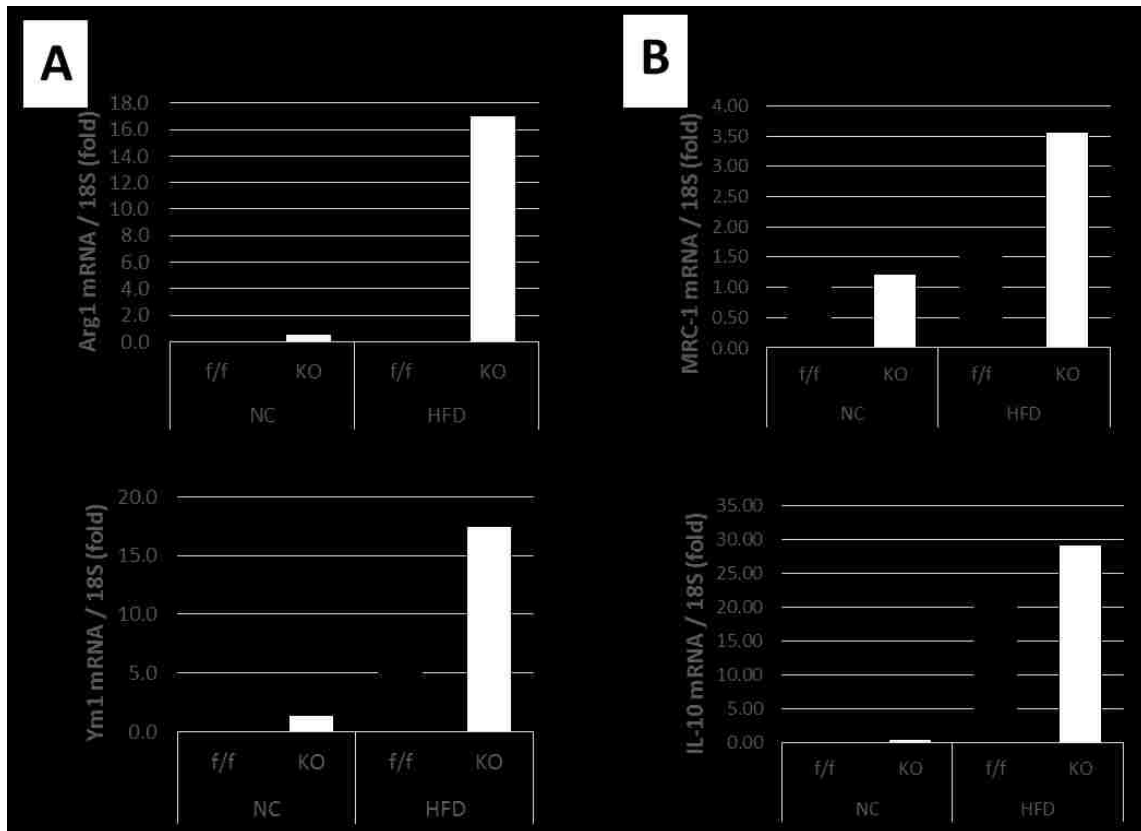 A
Arg1 mRNA / 18S (fold)
18.0
16.0
14.0
12.0
10.0
8.0
6.0
4.0
2.0
0.0
f/f KO f/f KO
NC HFD
B
MRC-1 mRNA / 18S (fold)
4.00
3.50
3.00
2.50
2.00
1.50
1.00
0.50
0.00
f/f KO f/f KO
NC HFD
Ym1 mRNA / 18S (fold)
20.0
15.0
10.0
5.0
0.0
f/f KO f/f KO
NC HFD
IL-10 mRNA / 18S (fold)
35.00
30.00
25.00
20.00
15.00
10.00
5.00
0.00
f/f KO f/f KO
NC HFD